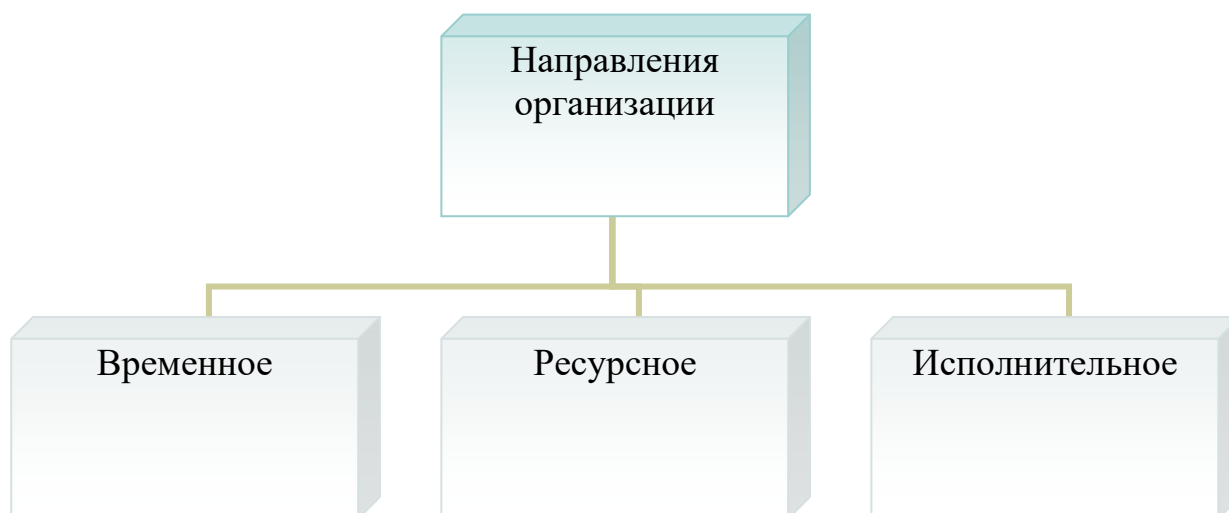 Направления
организации
Временное
Ресурсное
Исполнительное